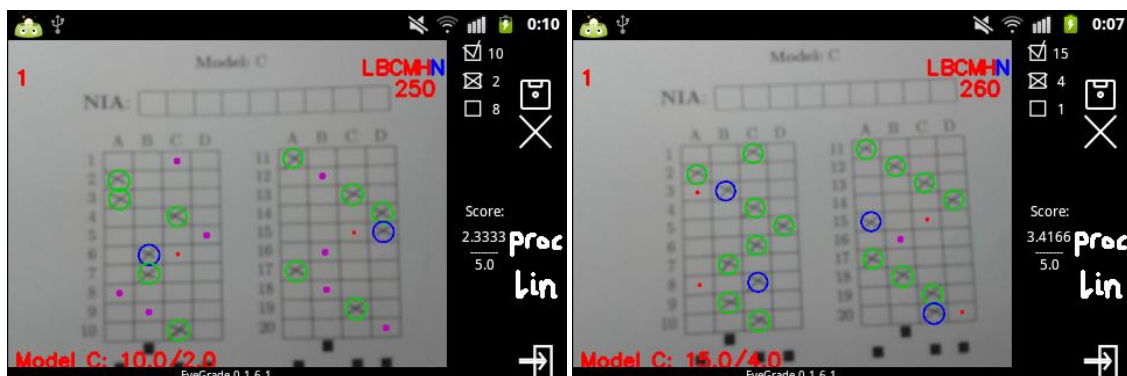 0:10
1
Model: C
LBCMHN
250
NIA:
10
2
8
A B C D
1
2
3
4
5
6
7
8
9
10
A B C D
11
12
13
14
15
16
17
18
19
20
Score:
2.3333
5.0
Proc
Lin
Model C: 10.0/2.0
EyeGrade 0.1.6.1
0:07
1
Model: C
LBCMHN
260
NIA:
15
4
1
A B C D
1
2
3
4
5
6
7
8
9
10
A B C D
11
12
13
14
15
16
17
18
19
20
Score:
3.4166
5.0
Proc
Lin
Model C: 15.0/4.0
EyeGrade 0.1.6.1